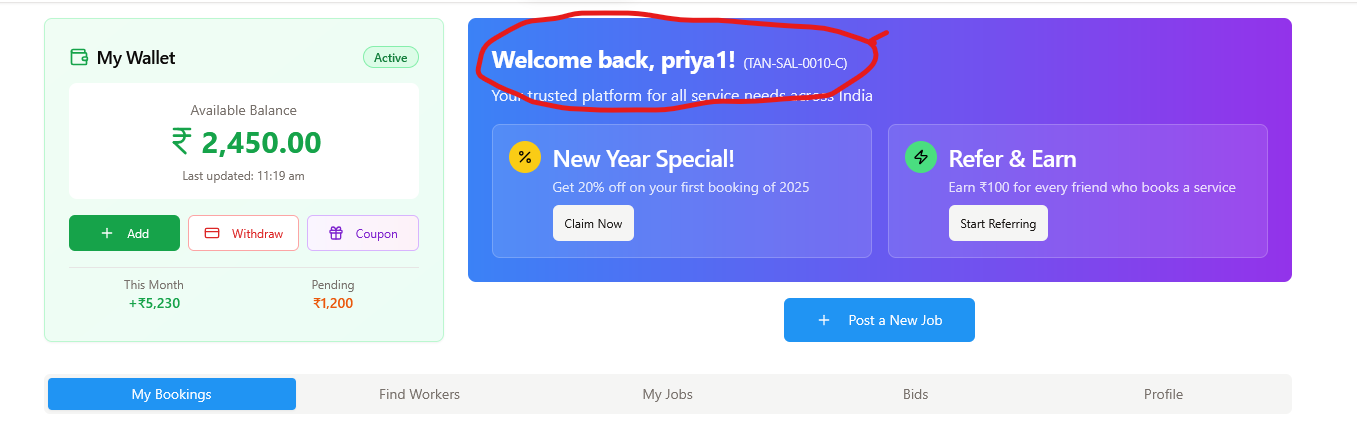 My Wallet
Active
Available Balance
₹ 2,450.00
Last updated: 11:19 am
+ Add
Withdraw
Coupon
This Month
+₹5,230
Pending
₹1,200
Welcome back, priya1! (TAN-SAL-0010-C)
Your trusted platform for all service needs across India
%
New Year Special!
Get 20% off on your first booking of 2025
Claim Now
Refer & Earn
Earn ₹100 for every friend who books a service
Start Referring
+ Post a New Job
My Bookings
Find Workers
My Jobs
Bids
Profile